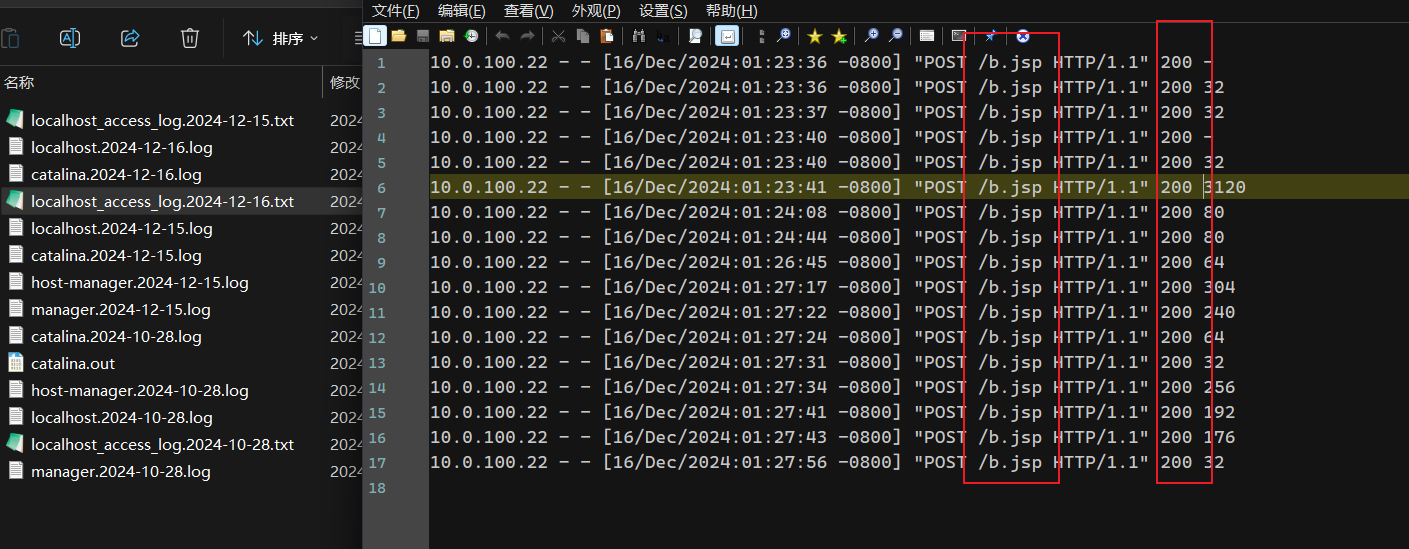 排序
名称
修改
localhost_access_log.2024-12-15.txt
2024
localhost.2024-12-16.log
2024
catalina.2024-12-16.log
2024
localhost_access_log.2024-12-16.txt
2024
localhost.2024-12-15.log
2024
catalina.2024-12-15.log
2024
host-manager.2024-12-15.log
2024
manager.2024-12-15.log
2024
catalina.2024-10-28.log
2024
catalina.out
2024
host-manager.2024-10-28.log
2024
localhost.2024-10-28.log
2024
localhost_access_log.2024-10-28.txt
2024
manager.2024-10-28.log
2024
文件(F) 编辑(E) 查看(V) 外观(P) 设置(S) 帮助(H)
1 10.0.100.22 - - [16/Dec/2024:01:23:36 -0800] "POST /b.jsp HTTP/1.1" 200 -
2 10.0.100.22 - - [16/Dec/2024:01:23:36 -0800] "POST /b.jsp HTTP/1.1" 200 32
3 10.0.100.22 - - [16/Dec/2024:01:23:37 -0800] "POST /b.jsp HTTP/1.1" 200 32
4 10.0.100.22 - - [16/Dec/2024:01:23:40 -0800] "POST /b.jsp HTTP/1.1" 200 -
5 10.0.100.22 - - [16/Dec/2024:01:23:40 -0800] "POST /b.jsp HTTP/1.1" 200 32
6 10.0.100.22 - - [16/Dec/2024:01:23:41 -0800] "POST /b.jsp HTTP/1.1" 200 3120
7 10.0.100.22 - - [16/Dec/2024:01:24:08 -0800] "POST /b.jsp HTTP/1.1" 200 80
8 10.0.100.22 - - [16/Dec/2024:01:24:44 -0800] "POST /b.jsp HTTP/1.1" 200 80
9 10.0.100.22 - - [16/Dec/2024:01:26:45 -0800] "POST /b.jsp HTTP/1.1" 200 64
10 10.0.100.22 - - [16/Dec/2024:01:27:17 -0800] "POST /b.jsp HTTP/1.1" 200 304
11 10.0.100.22 - - [16/Dec/2024:01:27:22 -0800] "POST /b.jsp HTTP/1.1" 200 240
12 10.0.100.22 - - [16/Dec/2024:01:27:24 -0800] "POST /b.jsp HTTP/1.1" 200 64
13 10.0.100.22 - - [16/Dec/2024:01:27:31 -0800] "POST /b.jsp HTTP/1.1" 200 32
14 10.0.100.22 - - [16/Dec/2024:01:27:34 -0800] "POST /b.jsp HTTP/1.1" 200 256
15 10.0.100.22 - - [16/Dec/2024:01:27:41 -0800] "POST /b.jsp HTTP/1.1" 200 192
16 10.0.100.22 - - [16/Dec/2024:01:27:43 -0800] "POST /b.jsp HTTP/1.1" 200 176
17 10.0.100.22 - - [16/Dec/2024:01:27:56 -0800] "POST /b.jsp HTTP/1.1" 200 32
18